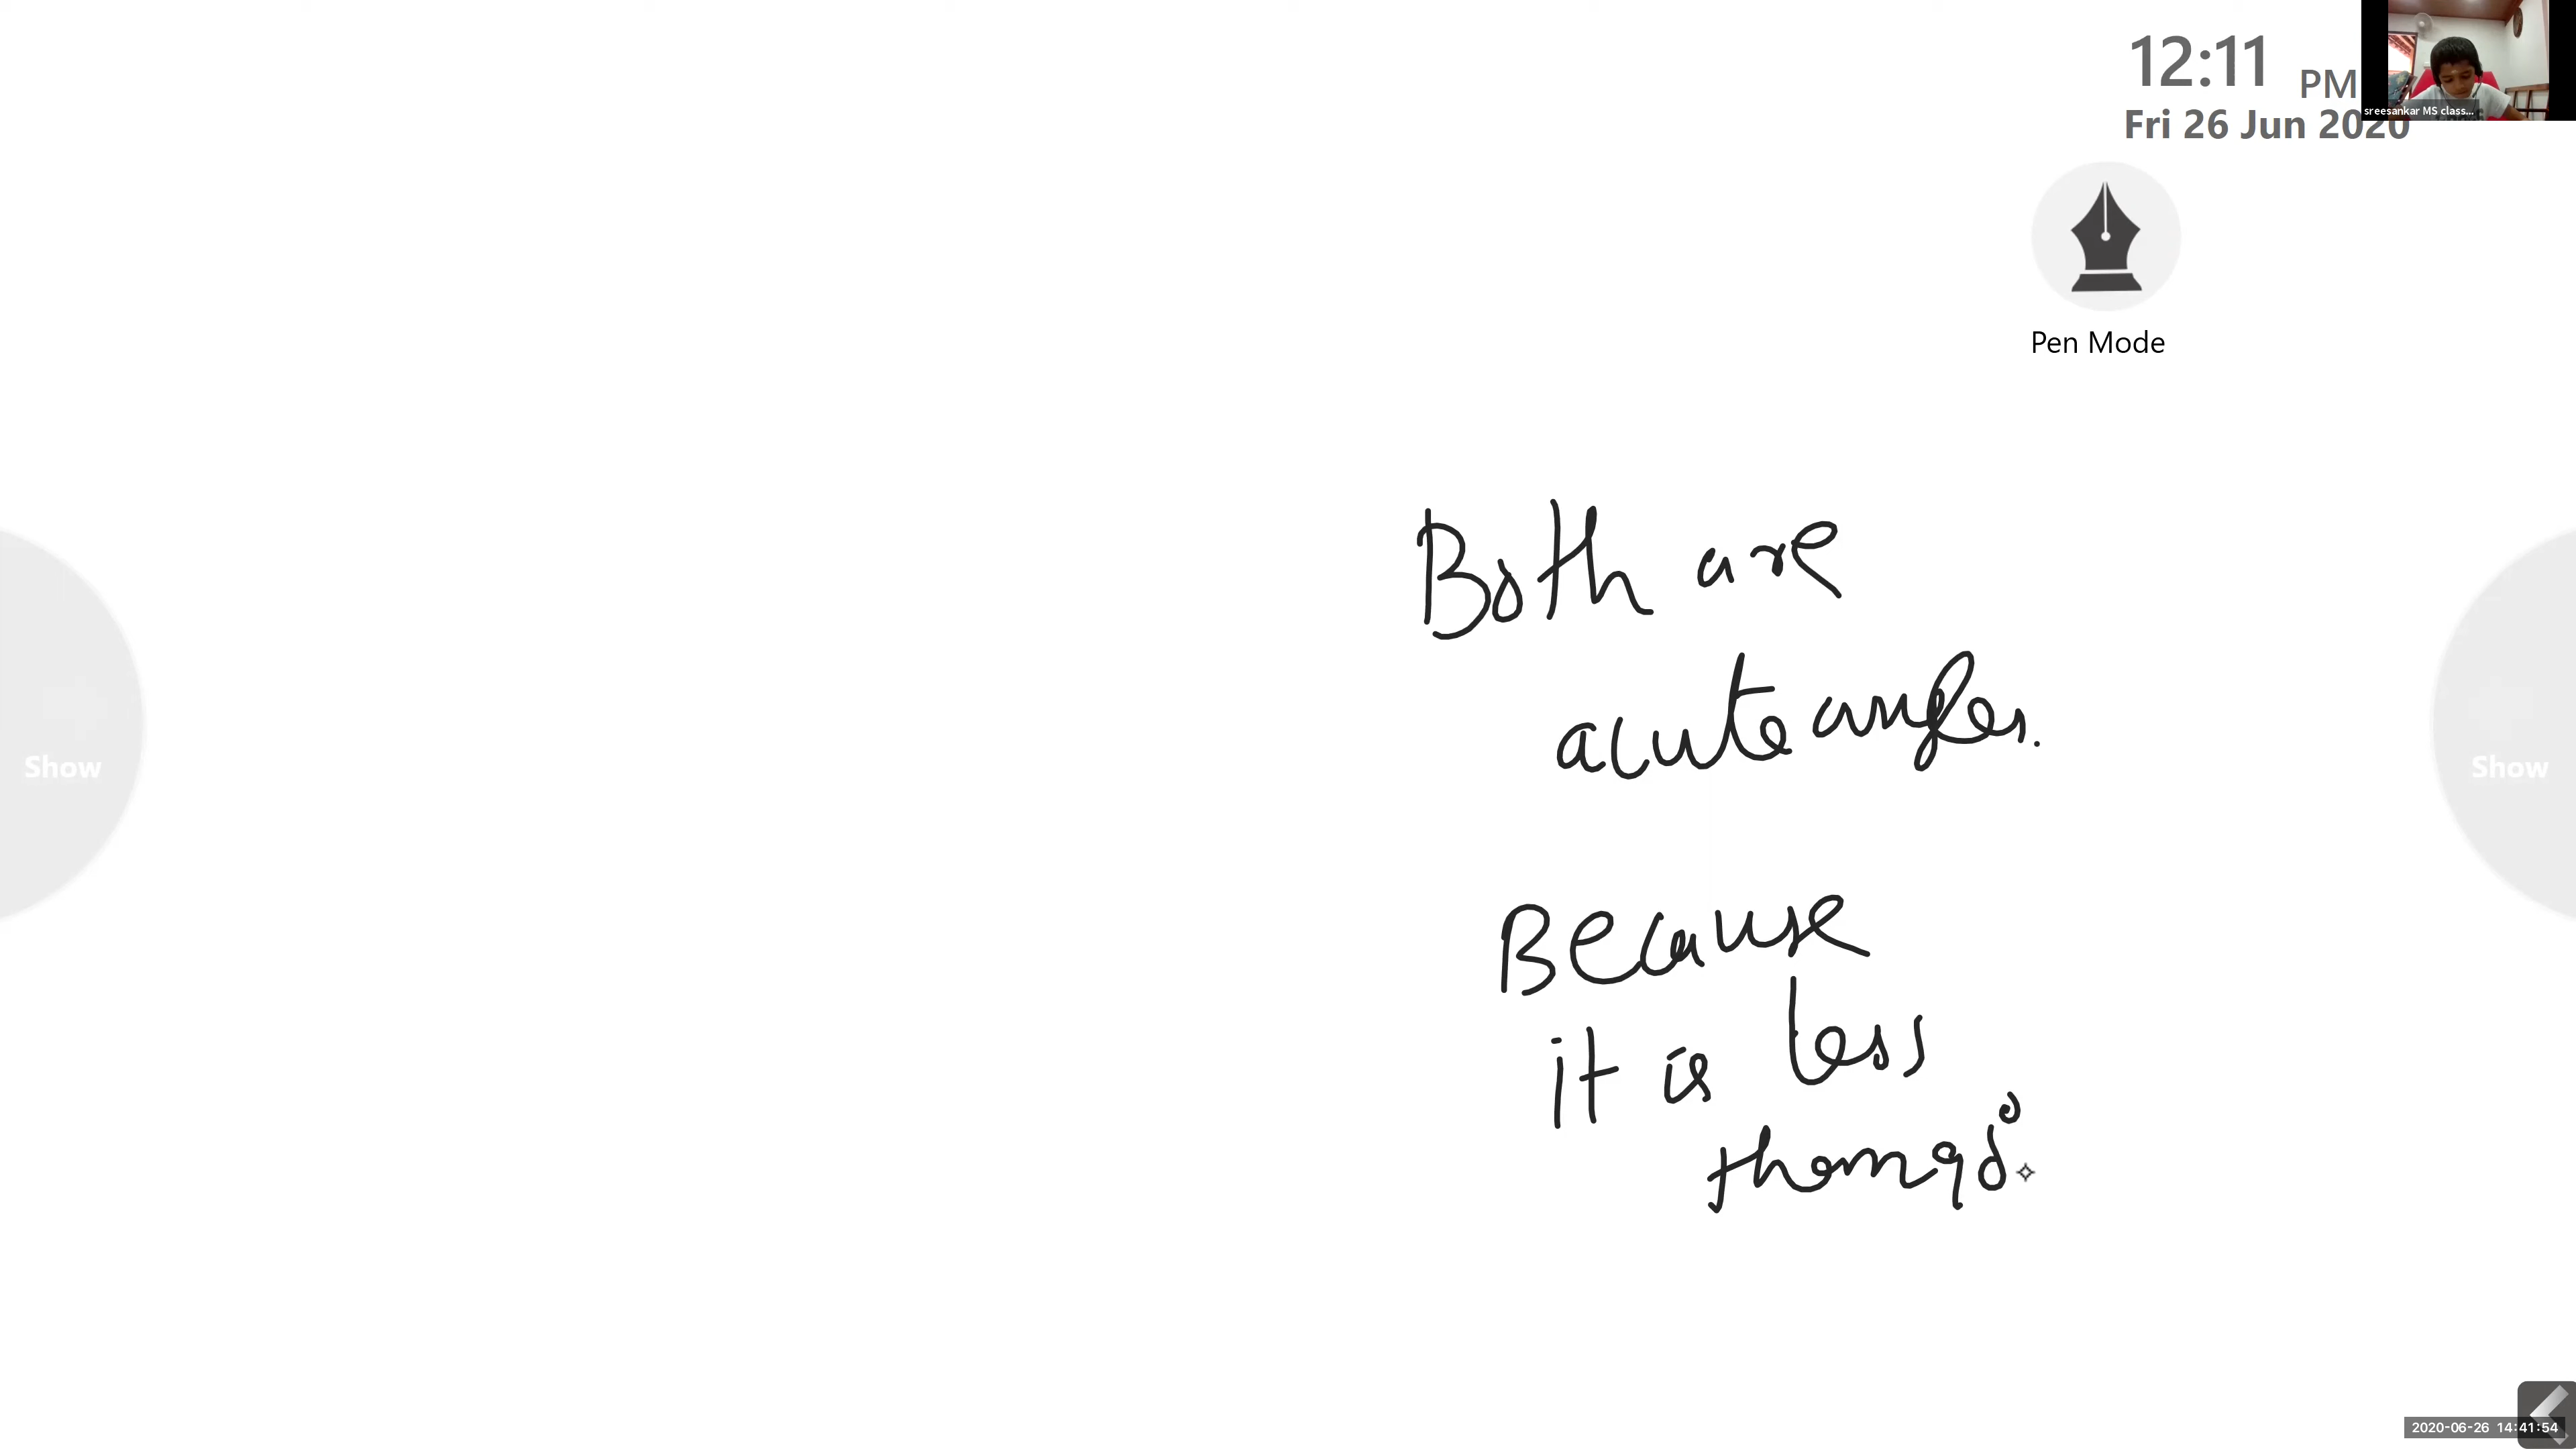 12:11 PM
Fri 26 Jun 2020
sreesankar MS class...
Pen Mode
Both are
acute angles.
Show
Show
Because
it is less
than 90°
2020-06-26 14:41:54